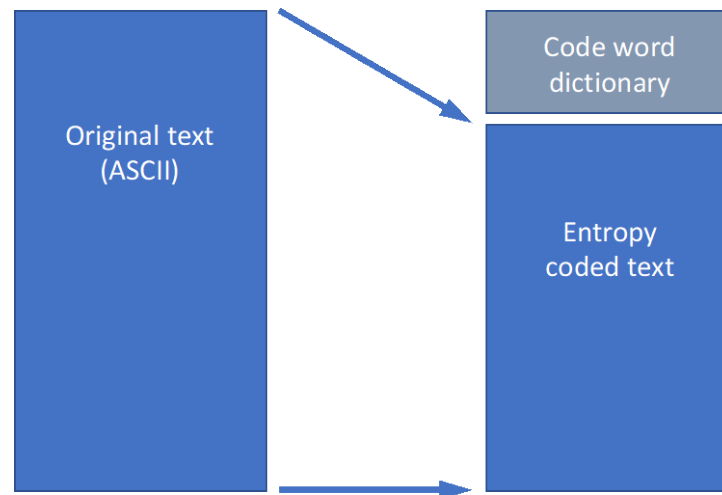 Original text
(ASCII)
Code word
dictionary
Entropy
coded text